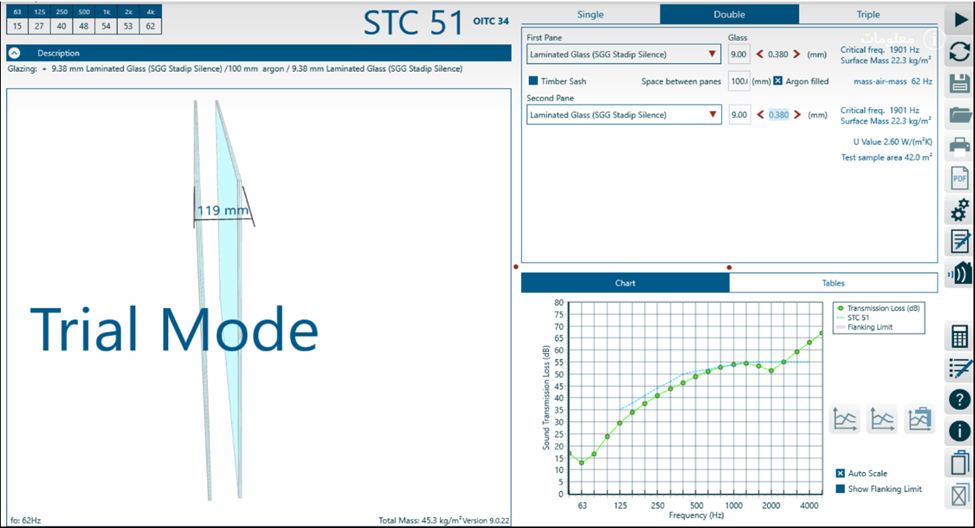 63 125 250 500 1k 2k 4k
15 27 40 48 54 53 62
STC 51 OITC 34
Description
Glazing: + 9.38 mm Laminated Glass (SGG Stadip Silence) /100 mm argon / 9.38 mm Laminated Glass (SGG Stadip Silence)
119 mm
Trial Mode
fo: 62Hz
Total Mass: 45.3 kg/m² Version 9.0.22
Single Double Triple
معلومات
First Pane Glass
Laminated Glass (SGG Stadip Silence) 9.00 < 0.380 > (mm)
Critical freq. 1901 Hz
Surface Mass 22.3 kg/m²
Timber Sash Space between panes 100.( (mm) Argon filled mass-air-mass 62 Hz
Second Pane
Laminated Glass (SGG Stadip Silence) 9.00 < 0.380 > (mm)
Critical freq. 1901 Hz
Surface Mass 22.3 kg/m²
U Value 2.60 W/(m²K)
Test sample area 42.0 m²
PDF
Chart Tables
80
75
70
65
60
55
50
45
40
35
30
25
20
15
10
5
0
Sound Transmission Loss (dB)
63 125 250 500 1000 2000 4000
Frequency (Hz)
Transmission Loss (dB)
STC 51
Flanking Limit
Auto Scale
Show Flanking Limit